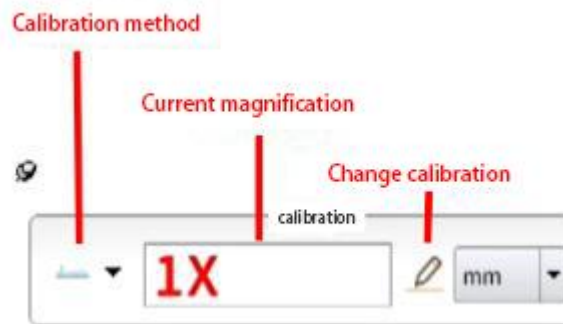 Calibration method
Current magnification
Change calibration
calibration
1X
mm